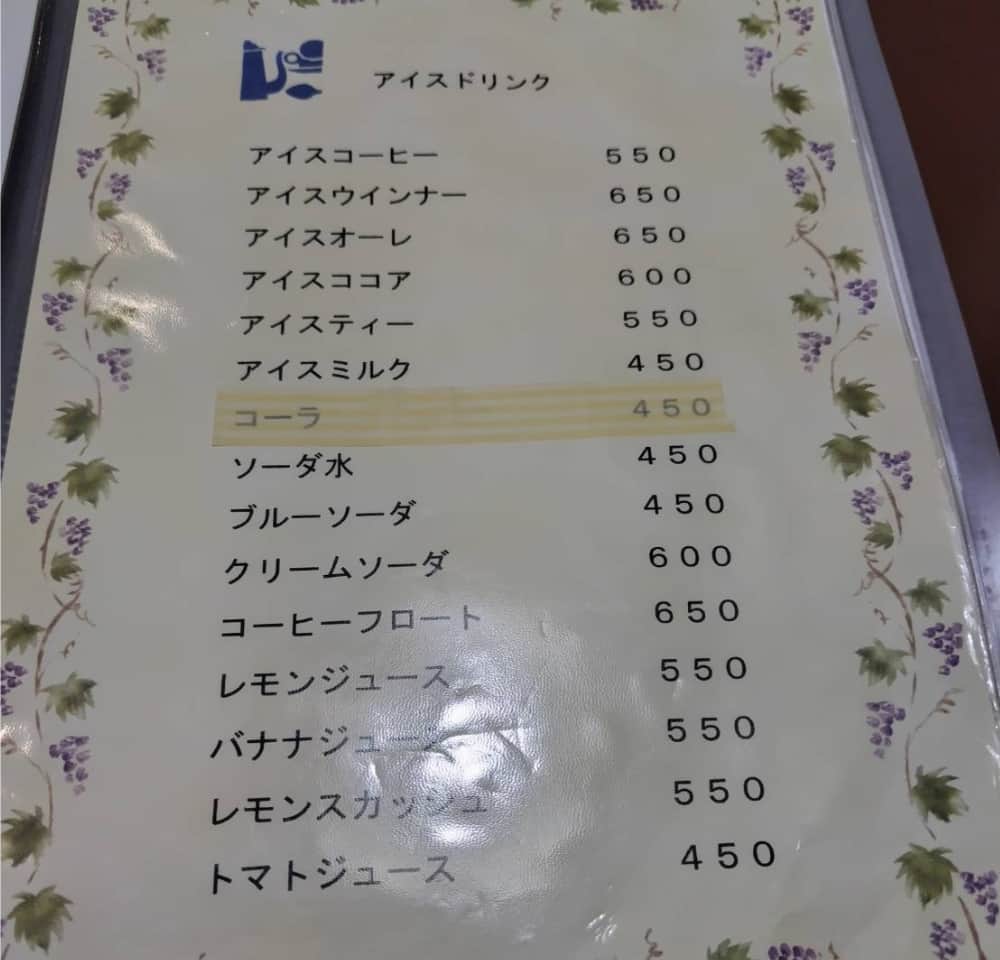 アイスドリンク
アイスコーヒー 550
アイスウインナー 650
アイスオーレ 650
アイスココア 600
アイスティー 550
アイスミルク 450
コーラ 450
ソーダ水 450
ブルーソーダ 450
クリームソーダ 600
コーヒーフロート 650
レモンジュース 550
バナナジュース 550
レモンスカッシュ 550
トマトジュース 450